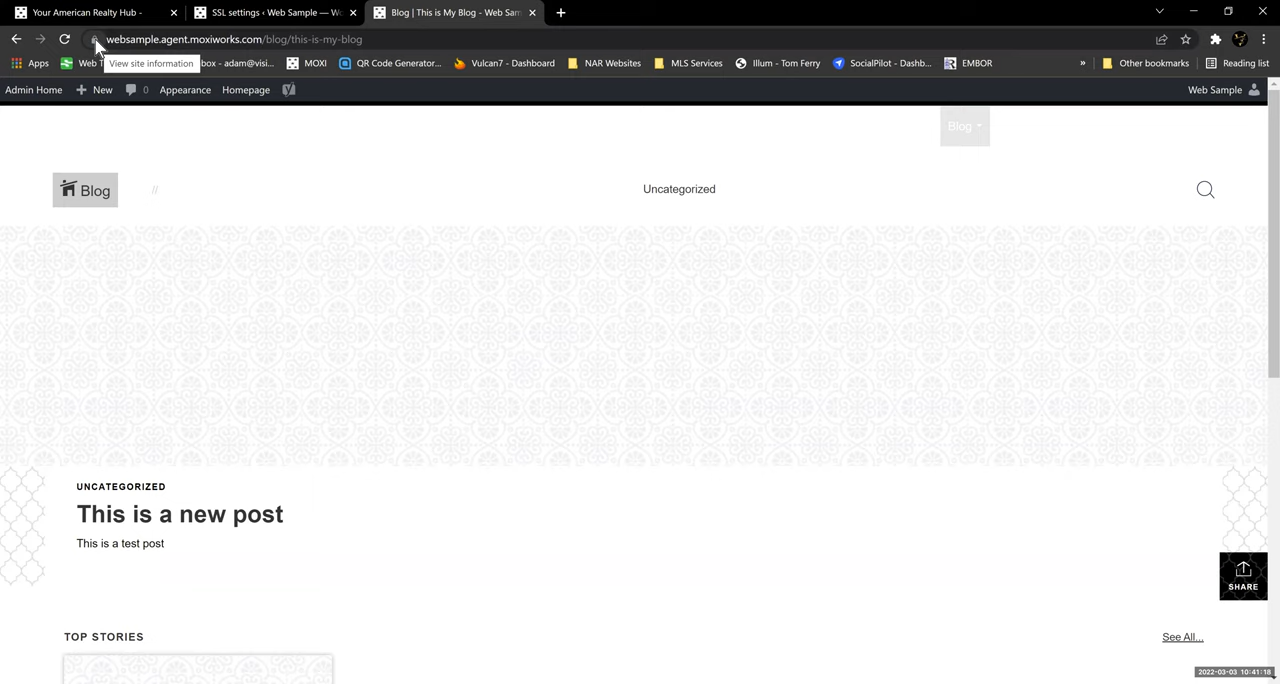 Your American Realty Hub -
SSL settings ‹ Web Sample — Wo
Blog | This is My Blog - Web Sam
websample.agent.moxiworks.com/blog/this-is-my-blog
Apps
Web T
View site information
box - adam@visi...
MOXI
QR Code Generator...
Vulcan7 - Dashboard
NAR Websites
MLS Services
Illum - Tom Ferry
SocialPilot - Dashb...
EMBOR
»
Other bookmarks
Reading list
Admin Home
+ New
0
Appearance
Homepage
Web Sample
Blog
Blog
//
Uncategorized
UNCATEGORIZED
This is a new post
This is a test post
SHARE
TOP STORIES
See All...
2022-03-03 10:41:18